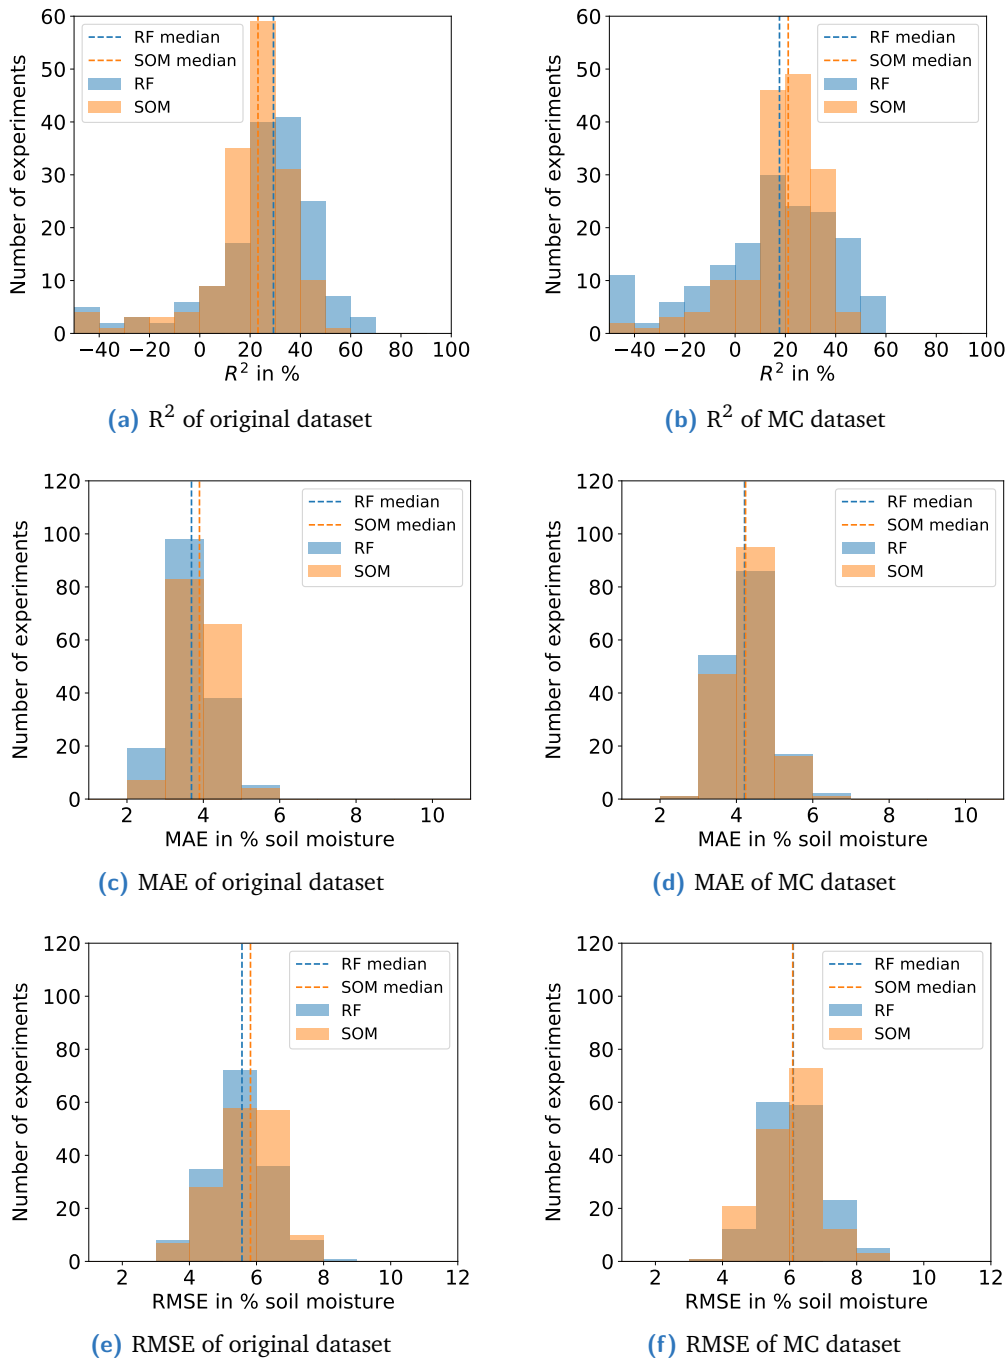 60
50
40
30
20
10
0
Number of experiments
RF median
SOM median
RF
SOM
−40 −20 0 20 40 60 80 100
R² in %
(a) R² of original dataset
60
50
40
30
20
10
0
Number of experiments
RF median
SOM median
RF
SOM
−40 −20 0 20 40 60 80 100
R² in %
(b) R² of MC dataset
120
100
80
60
40
20
0
Number of experiments
RF median
SOM median
RF
SOM
2 4 6 8 10
MAE in % soil moisture
(c) MAE of original dataset
120
100
80
60
40
20
0
Number of experiments
RF median
SOM median
RF
SOM
2 4 6 8 10
MAE in % soil moisture
(d) MAE of MC dataset
120
100
80
60
40
20
0
Number of experiments
RF median
SOM median
RF
SOM
2 4 6 8 10 12
RMSE in % soil moisture
(e) RMSE of original dataset
120
100
80
60
40
20
0
Number of experiments
RF median
SOM median
RF
SOM
2 4 6 8 10 12
RMSE in % soil moisture
(f) RMSE of MC dataset